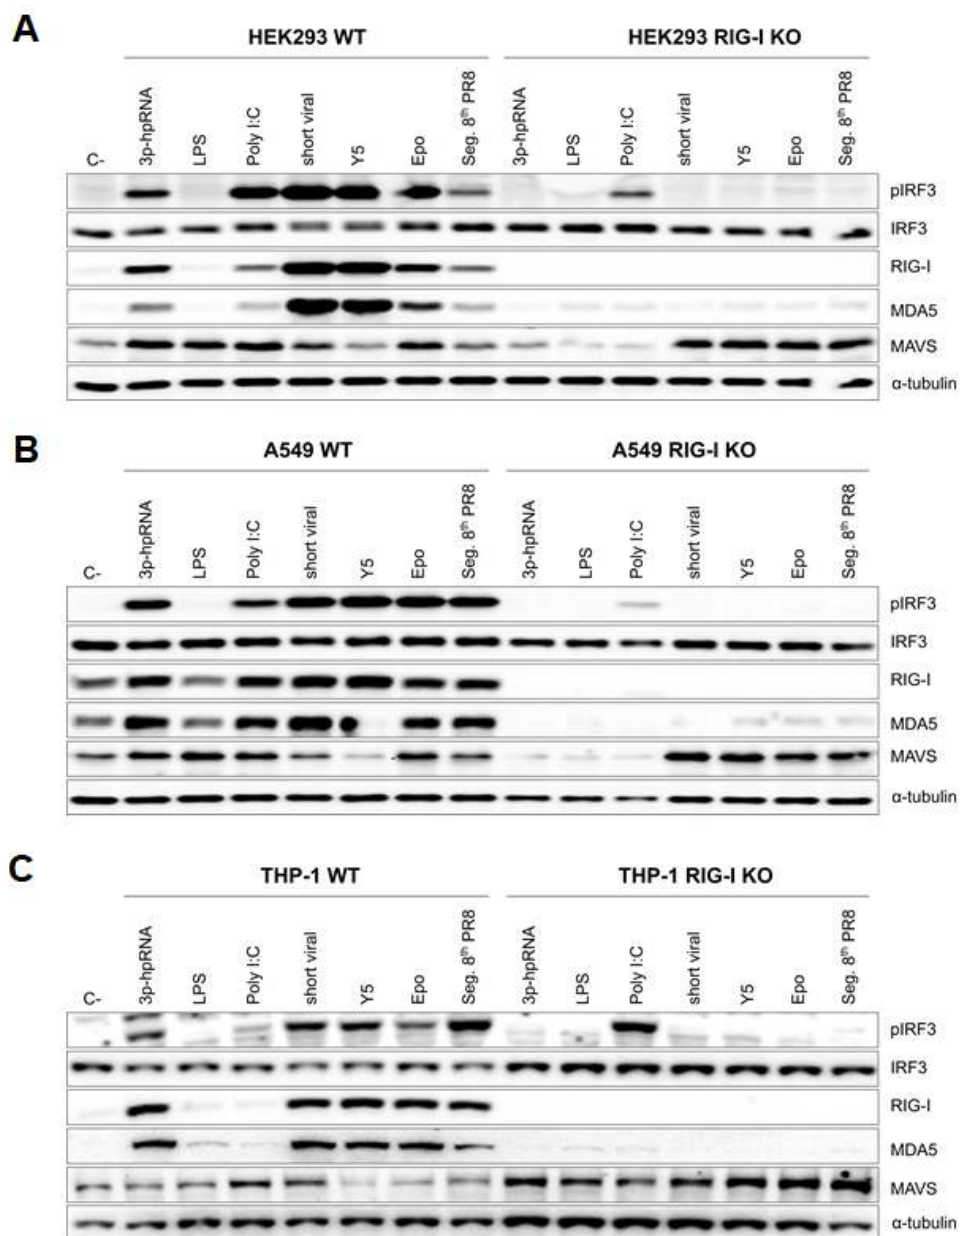 A
HEK293 WT HEK293 RIG-I KO
C- 3p-hpRNA LPS Poly I:C short viral Y5 Epo Seg. 8th PR8 3p-hpRNA LPS Poly I:C short viral Y5 Epo Seg. 8th PR8
pIRF3
IRF3
RIG-I
MDA5
MAVS
α-tubulin
B
A549 WT A549 RIG-I KO
C- 3p-hpRNA LPS Poly I:C short viral Y5 Epo Seg. 8th PR8 3p-hpRNA LPS Poly I:C short viral Y5 Epo Seg. 8th PR8
pIRF3
IRF3
RIG-I
MDA5
MAVS
α-tubulin
C
THP-1 WT THP-1 RIG-I KO
C- 3p-hpRNA LPS Poly I:C short viral Y5 Epo Seg. 8th PR8 3p-hpRNA LPS Poly I:C short viral Y5 Epo Seg. 8th PR8
pIRF3
IRF3
RIG-I
MDA5
MAVS
α-tubulin